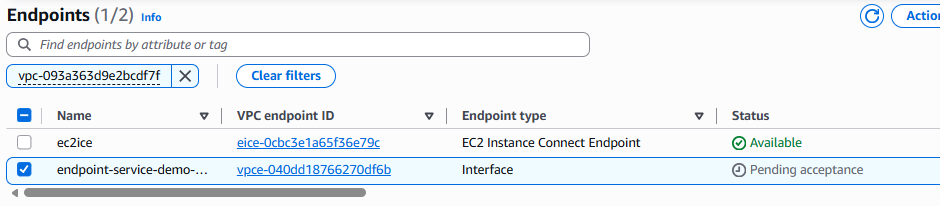 Endpoints (1/2) Info
Actio
Find endpoints by attribute or tag
vpc-093a363d9e2bcdf7f Clear filters
Name VPC endpoint ID Endpoint type Status
ec2ice eice-0cbc3e1a65f36e79c EC2 Instance Connect Endpoint Available
endpoint-service-demo-... vpce-040dd18766270df6b Interface Pending acceptance